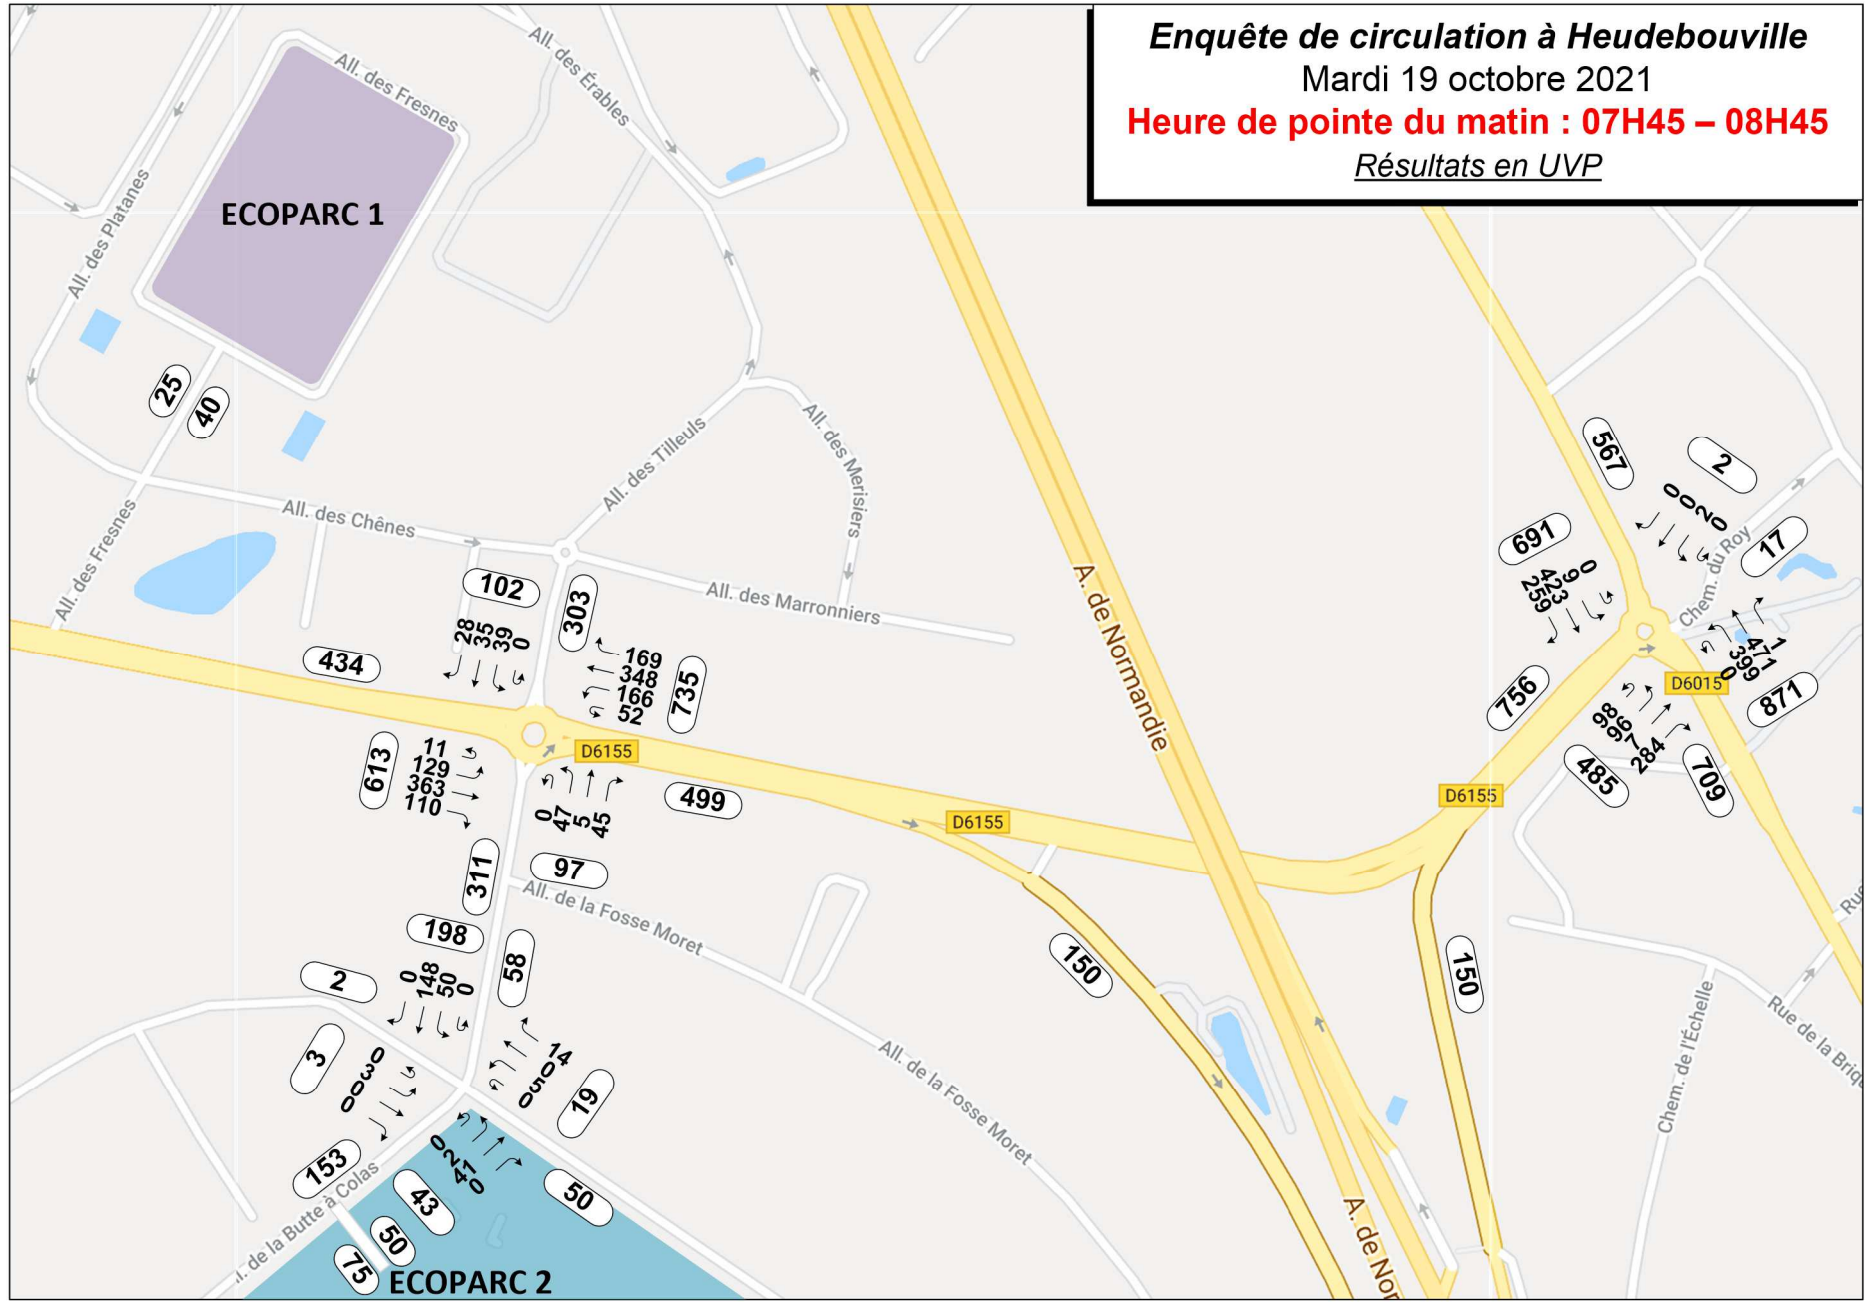 Enquête de circulation à Heudebouville
Mardi 19 octobre 2021
Heure de pointe du matin : 07H45 – 08H45
Résultats en UVP
All. des Érables
All. des Fresnes
ECOPARC 1
All. des Platanes
25
40
All. des Tilleuls
All. des Merisiers
All. des Chênes
All. des Fresnes
All. des Marronniers
102
303
28
35
39
0
434
169
348
166
52
735
D6155
613
11
129
363
110
0
47
5
45
499
D6155
311
97
All. de la Fosse Moret
198
58
2
0
148
50
0
3
0
3
0
0
14
0
5
0
19
153
0
2
41
0
43
50
50
75
ECOPARC 2
l. de la Butte à Colas
All. de la Fosse Moret
150
A. de Normandie
A. de Nor
150
D6155
567
2
0
0
2
0
691
259
423
9
0
17
Chem. du Roy
1
471
399
0
D6015
871
756
98
96
7
284
485
709
Chem. de l'Échelle
Rue de la Briq
Ru